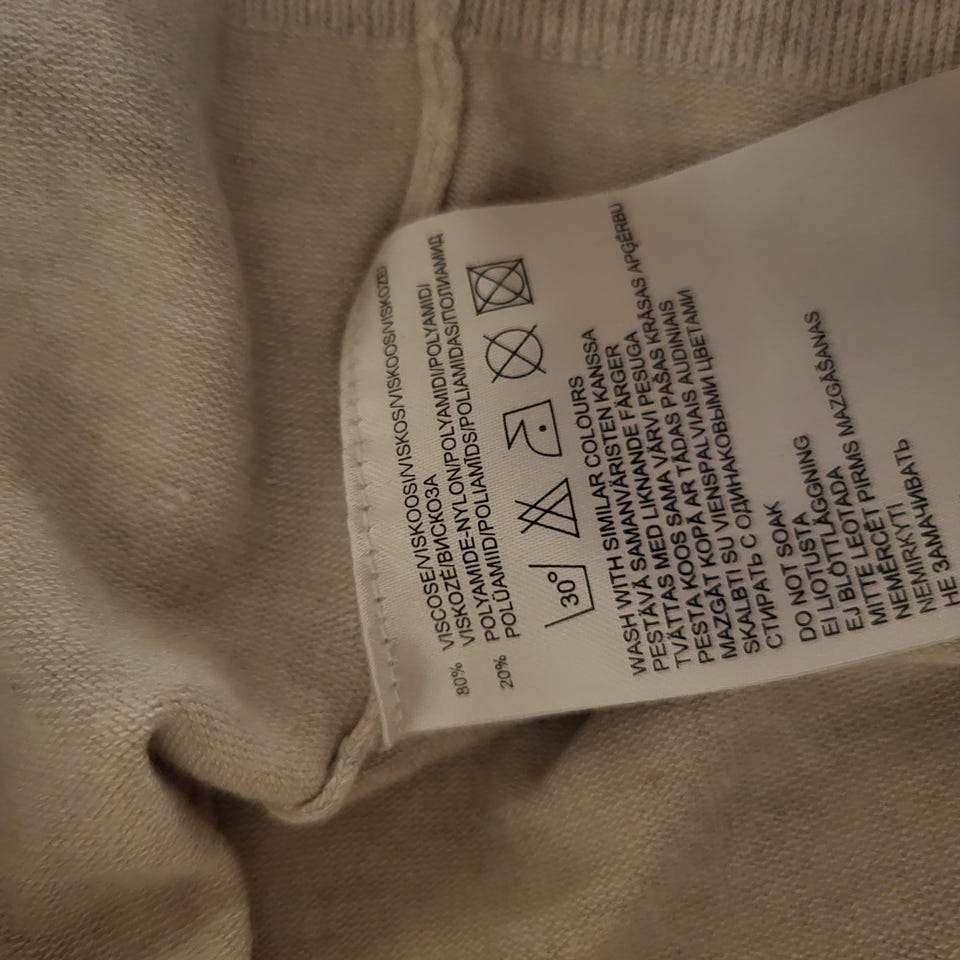 80% VISCOSE/VISKOOSI/VISKOS/VISKOOS/VISKOZE/
VISKOZĖ/ВИСКОЗА
20% POLYAMIDE-NYLON/POLYAMIDI/POLYAMID/
POLÜAMIID/POLIAMĪDS/POLIAMIDAS/ПОЛИАМИД
30°
WASH WITH SIMILAR COLOURS
PESTÄVÄ SAMANVÄRISTEN KANSSA
TVÄTTAS MED LIKNANDE FÄRGER
PESTA KOOS SAMA VÄRVI PESUGA
MAZGĀT KOPĀ AR TĀDAS PAŠAS KRĀSAS APĢĒRBU
SKALBTI SU VIENSPALVIAIS AUDINIAIS
СТИРАТЬ С ОДИНАКОВЫМИ ЦВЕТАМИ
DO NOT SOAK
EI LIOTUSTA
EJ BLÖTLÄGGNING
MITTE LEOTADA
NEMĒRCĒT PIRMS MAZGĀŠANAS
NEMIRKYTI
НЕ ЗАМАЧИВАТЬ